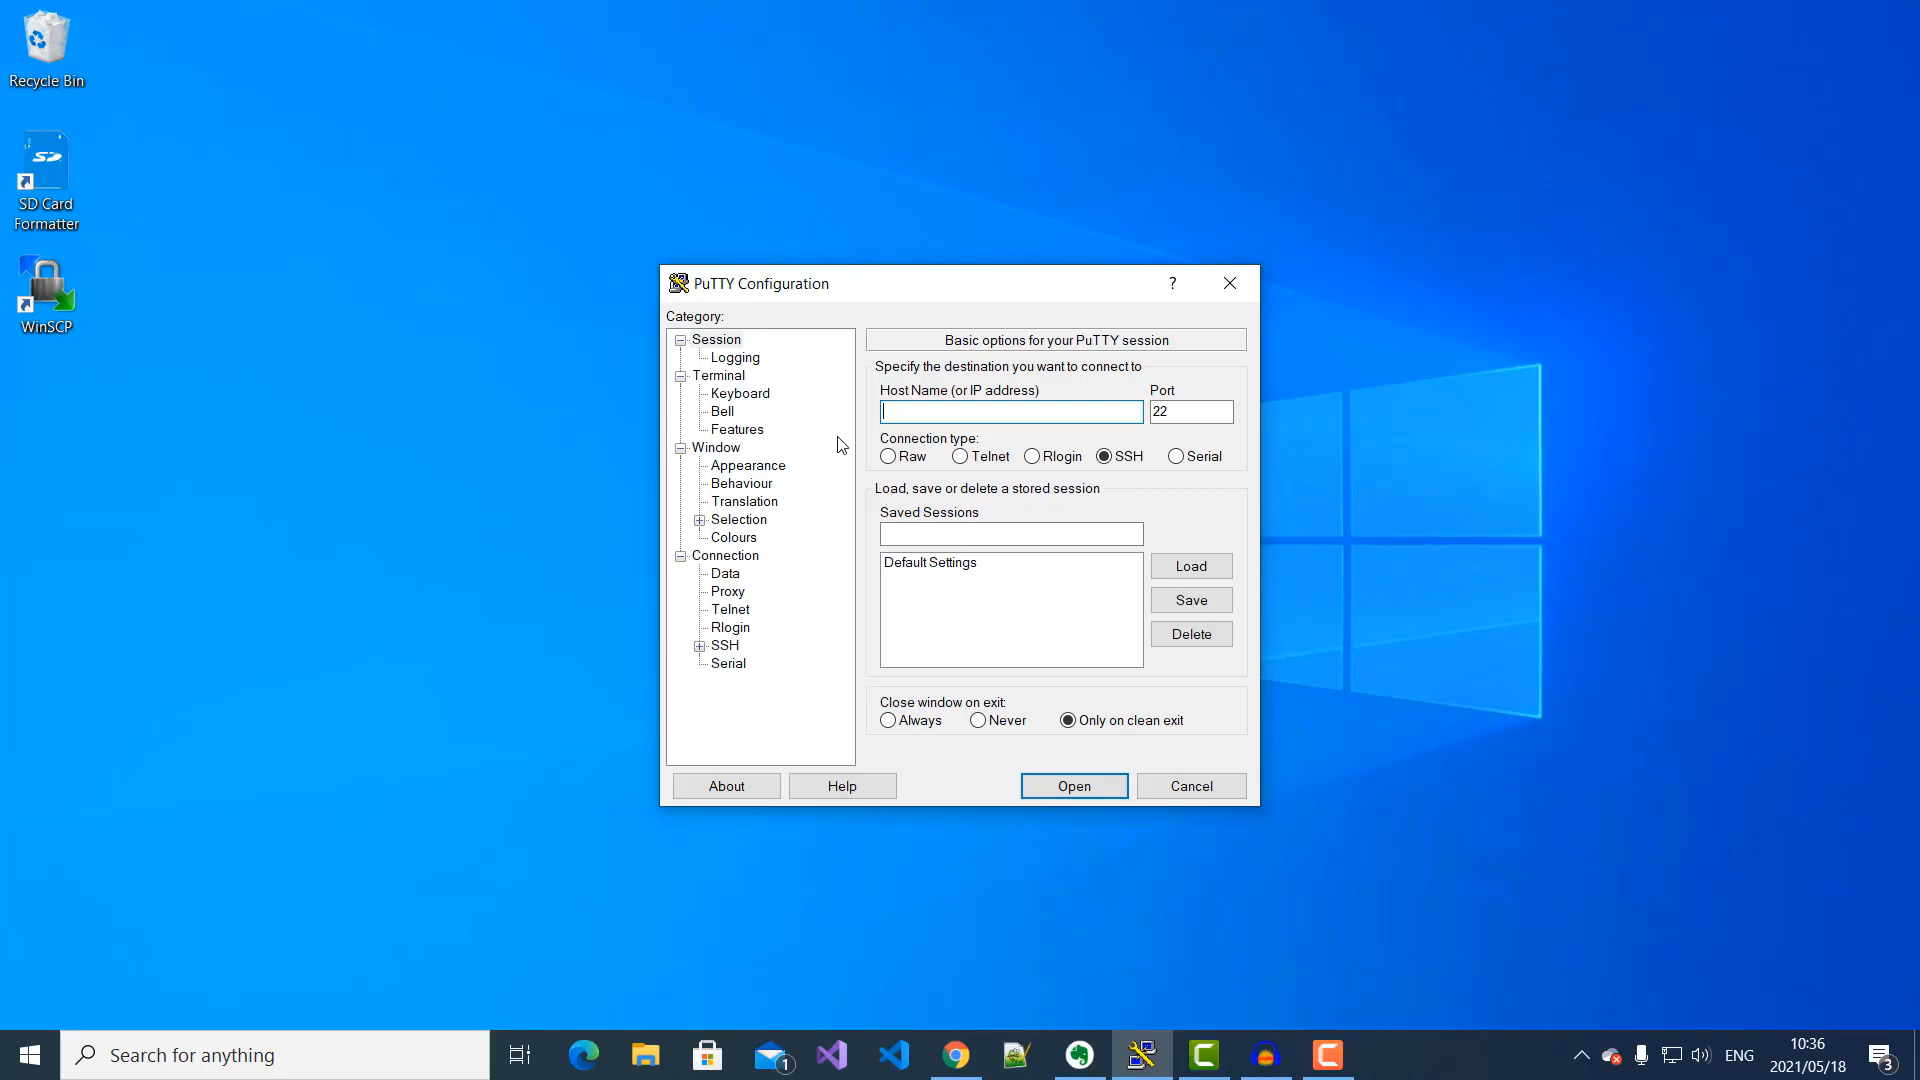 Recycle Bin
SD
SD Card
Formatter
WinSCP
PuTTY Configuration
?
Category:
Session
Logging
Terminal
Keyboard
Bell
Features
Window
Appearance
Behaviour
Translation
Selection
Colours
Connection
Data
Proxy
Telnet
Rlogin
SSH
Serial
Basic options for your PuTTY session
Specify the destination you want to connect to
Host Name (or IP address) Port
22
Connection type:
Raw Telnet Rlogin SSH Serial
Load, save or delete a stored session
Saved Sessions
Default Settings
Load
Save
Delete
Close window on exit:
Always Never Only on clean exit
About Help Open Cancel
Search for anything
1
ENG
10:36
2021/05/18
3